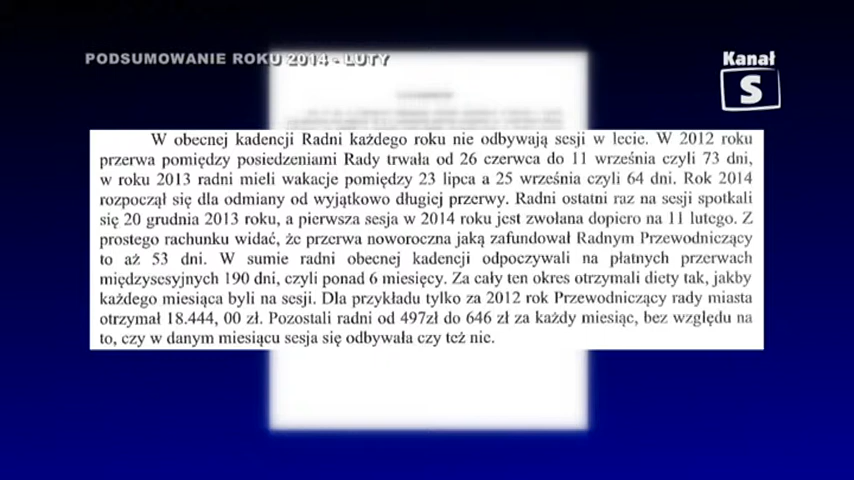 PODSUMOWANIE ROKU 2014 - LUTY
Kanał
S
W obecnej kadencji Radni każdego roku nie odbywają sesji w lecie. W 2012 roku
przerwa pomiędzy posiedzeniami Rady trwała od 26 czerwca do 11 września czyli 73 dni,
w roku 2013 radni mieli wakacje pomiędzy 23 lipca a 25 września czyli 64 dni. Rok 2014
rozpoczął się dla odmiany od wyjątkowo długiej przerwy. Radni ostatni raz na sesji spotkali
się 20 grudnia 2013 roku, a pierwsza sesja w 2014 roku jest zwołana dopiero na 11 lutego. Z
prostego rachunku widać, że przerwa noworoczna jaką zafundował Radnym Przewodniczący
to aż 53 dni. W sumie radni obecnej kadencji odpoczywali na płatnych przerwach
międzysesyjnych 190 dni, czyli ponad 6 miesięcy. Za cały ten okres otrzymali diety tak, jakby
każdego miesiąca byli na sesji. Dla przykładu tylko za 2012 rok Przewodniczący rady miasta
otrzymał 18.444, 00 zł. Pozostali radni od 497zł do 646 zł za każdy miesiąc, bez względu na
to, czy w danym miesiącu sesja się odbywała czy też nie.